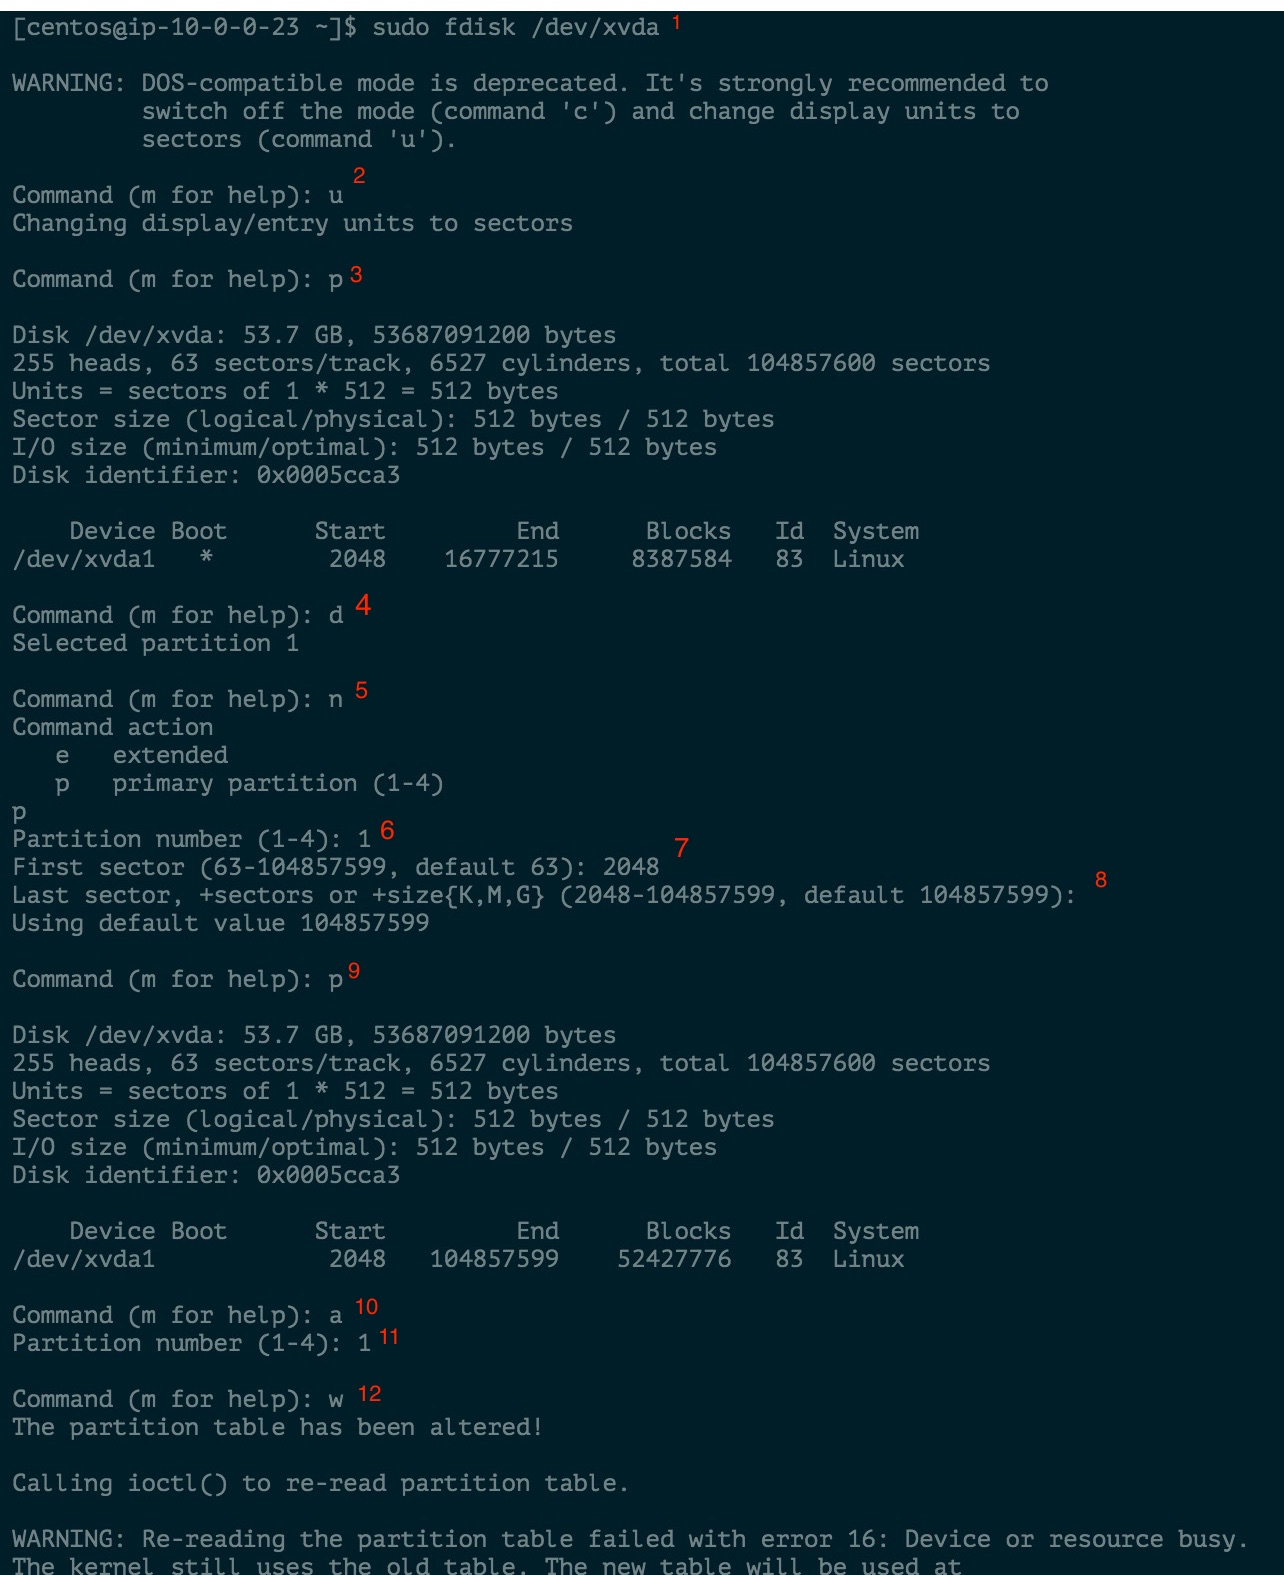 [centos@ip-10-0-0-23 ~]$ sudo fdisk /dev/xvda 1
WARNING: DOS-compatible mode is deprecated. It's strongly recommended to
switch off the mode (command 'c') and change display units to
sectors (command 'u').
Command (m for help): u 2
Changing display/entry units to sectors
Command (m for help): p 3
Disk /dev/xvda: 53.7 GB, 53687091200 bytes
255 heads, 63 sectors/track, 6527 cylinders, total 104857600 sectors
Units = sectors of 1 * 512 = 512 bytes
Sector size (logical/physical): 512 bytes / 512 bytes
I/O size (minimum/optimal): 512 bytes / 512 bytes
Disk identifier: 0x0005cca3
Device Boot Start End Blocks Id System
/dev/xvda1 * 2048 16777215 8387584 83 Linux
Command (m for help): d 4
Selected partition 1
Command (m for help): n 5
Command action
e extended
p primary partition (1-4)
p
Partition number (1-4): 1 6
First sector (63-104857599, default 63): 2048 7
Last sector, +sectors or +size{K,M,G} (2048-104857599, default 104857599): 8
Using default value 104857599
Command (m for help): p 9
Disk /dev/xvda: 53.7 GB, 53687091200 bytes
255 heads, 63 sectors/track, 6527 cylinders, total 104857600 sectors
Units = sectors of 1 * 512 = 512 bytes
Sector size (logical/physical): 512 bytes / 512 bytes
I/O size (minimum/optimal): 512 bytes / 512 bytes
Disk identifier: 0x0005cca3
Device Boot Start End Blocks Id System
/dev/xvda1 2048 104857599 52427776 83 Linux
Command (m for help): a 10
Partition number (1-4): 1 11
Command (m for help): w 12
The partition table has been altered!
Calling ioctl() to re-read partition table.
WARNING: Re-reading the partition table failed with error 16: Device or resource busy.
The kernel still uses the old table. The new table will be used at